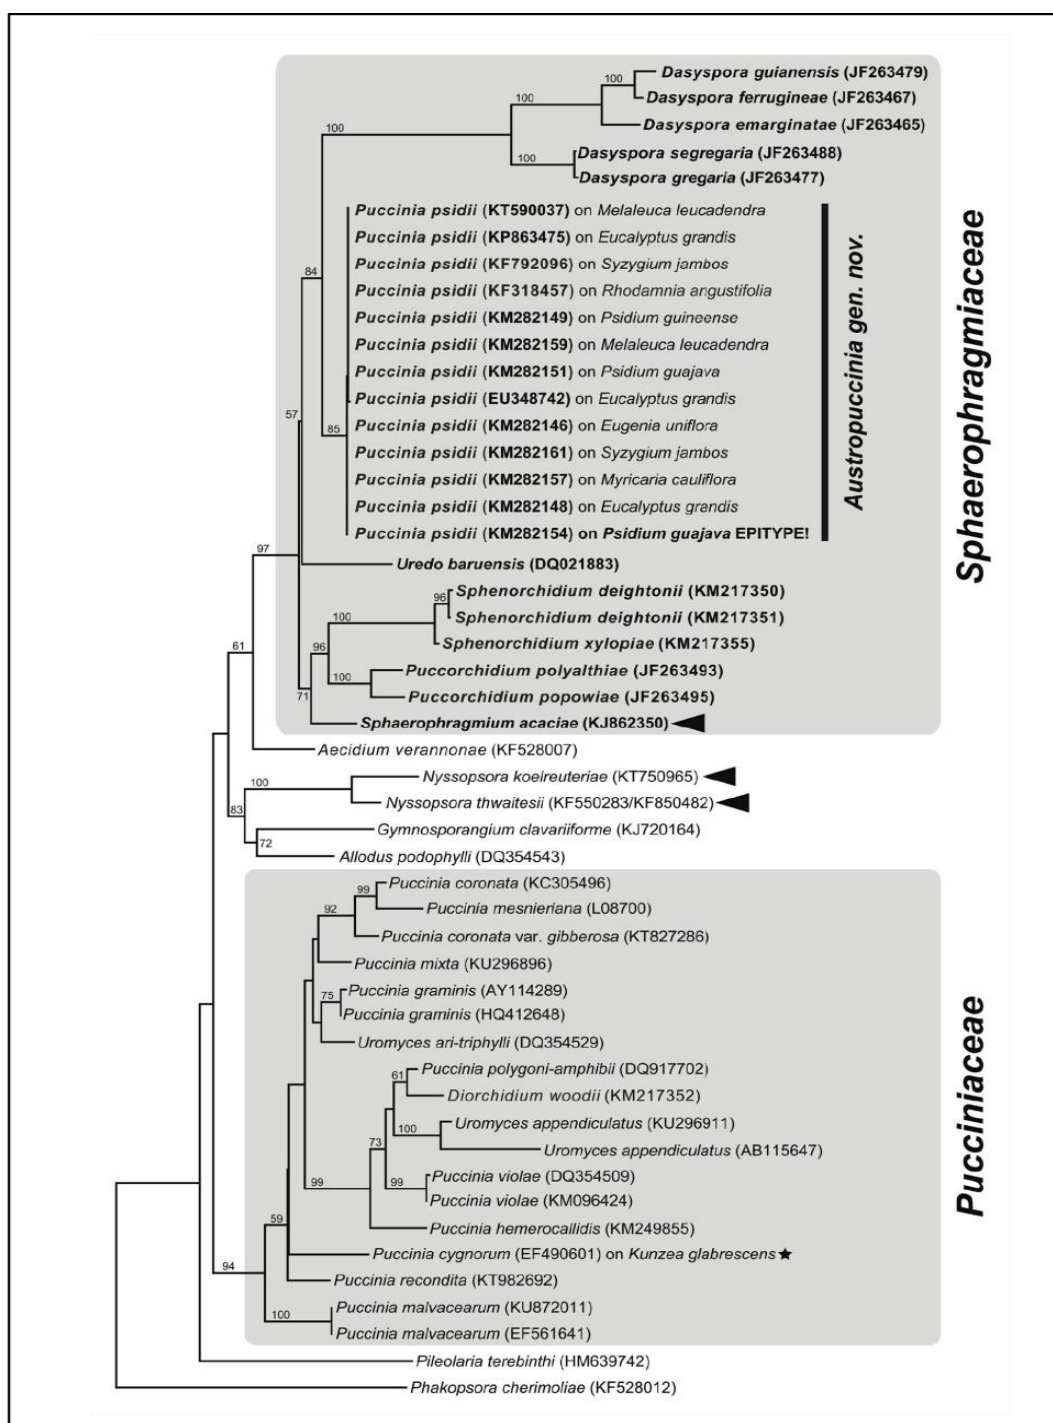 100
Dasyspora guianensis (JF263479)
100
Dasyspora ferrugineae (JF263467)
Dasyspora emarginatae (JF263465)
100
100
Dasyspora segregaria (JF263488)
Dasyspora gregaria (JF263477)
Puccinia psidii (KT590037) on Melaleuca leucadendra
Puccinia psidii (KP863475) on Eucalyptus grandis
Puccinia psidii (KF792096) on Syzygium jambos
84
Puccinia psidii (KF318457) on Rhodamnia angustifolia
Puccinia psidii (KM282149) on Psidium guineense
Puccinia psidii (KM282159) on Melaleuca leucadendra
Puccinia psidii (KM282151) on Psidium guajava
Puccinia psidii (EU348742) on Eucalyptus grandis
57
85
Puccinia psidii (KM282146) on Eugenia uniflora
Puccinia psidii (KM282161) on Syzygium jambos
Puccinia psidii (KM282157) on Myricaria cauliflora
Puccinia psidii (KM282148) on Eucalyptus grandis
Puccinia psidii (KM282154) on Psidium guajava EPITYPE!
Austropuccinia gen. nov.
Sphaerophragmiaceae
97
Uredo baruensis (DQ021883)
96
Sphenorchidium deightonii (KM217350)
100
Sphenorchidium deightonii (KM217351)
61
96
Sphenorchidium xylopiae (KM217355)
100
Puccorchidium polyalthiae (JF263493)
71
Puccorchidium popowiae (JF263495)
Sphaerophragmium acaciae (KJ862350)
Aecidium verannonae (KF528007)
100
Nyssopsora koelreuteriae (KT750965)
83
Nyssopsora thwaitesii (KF550283/KF850482)
Gymnosporangium clavariiforme (KJ720164)
72
Allodus podophylli (DQ354543)
99
Puccinia coronata (KC305496)
92
Puccinia mesnieriana (L08700)
Puccinia coronata var. gibberosa (KT827286)
Puccinia mixta (KU296896)
75
Puccinia graminis (AY114289)
Puccinia graminis (HQ412648)
Uromyces ari-triphylli (DQ354529)
61
Puccinia polygoni-amphibii (DQ917702)
Diorchidium woodii (KM217352)
100
Uromyces appendiculatus (KU296911)
73
Uromyces appendiculatus (AB115647)
99
99
Puccinia violae (DQ354509)
Puccinia violae (KM096424)
59
Puccinia hemerocallidis (KM249855)
Puccinia cygnorum (EF490601) on Kunzea glabrescens★
94
Puccinia recondita (KT982692)
100
Puccinia malvacearum (KU872011)
Puccinia malvacearum (EF561641)
Pucciniaceae
Pileolaria terebinthi (HM639742)
Phakopsora cherimoliae (KF528012)